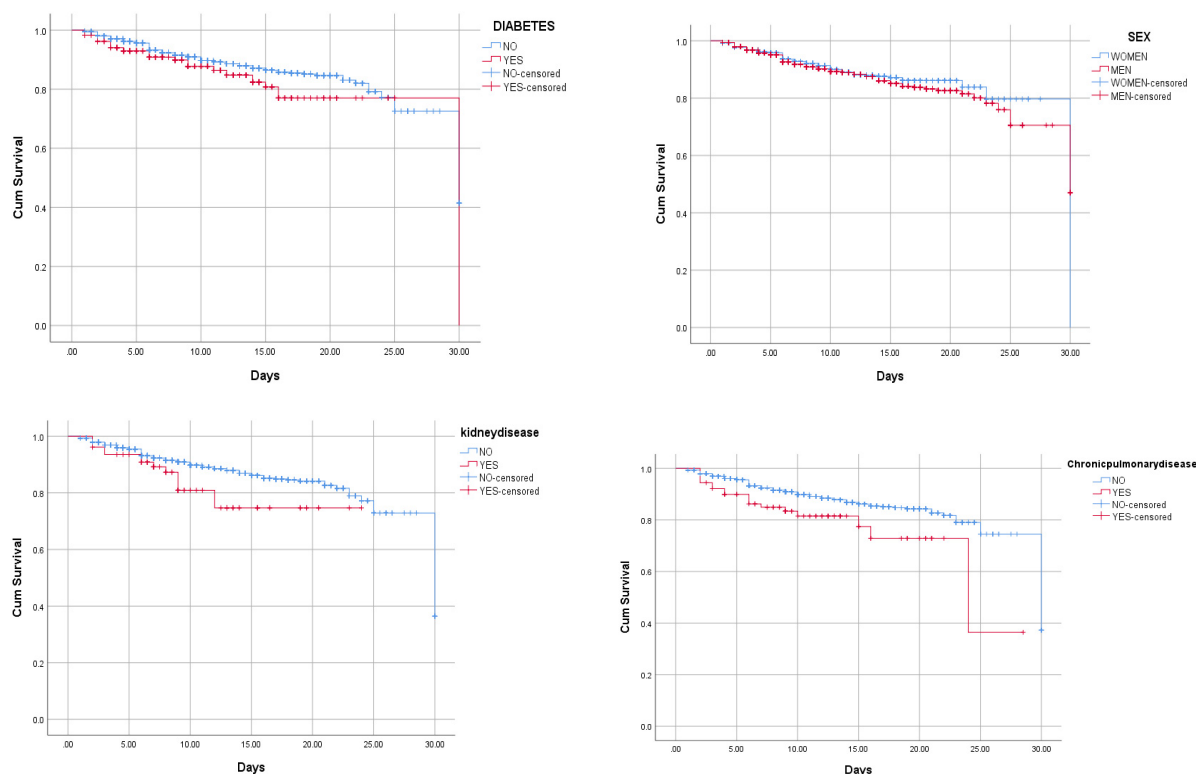 DIABETES
NO
YES
NO-censored
YES-censored
1.0
0.8
0.6
0.4
0.2
0.0
Cum Survival
.00 5.00 10.00 15.00 20.00 25.00 30.00
Days
SEX
WOMEN
MEN
WOMEN-censored
MEN-censored
1.0
0.8
0.6
0.4
0.2
0.0
Cum Survival
.00 5.00 10.00 15.00 20.00 25.00 30.00
Days
kidneydisease
NO
YES
NO-censored
YES-censored
1.0
0.8
0.6
0.4
0.2
0.0
Cum Survival
.00 5.00 10.00 15.00 20.00 25.00 30.00
Days
Chronicpulmonarydisease
NO
YES
NO-censored
YES-censored
1.0
0.8
0.6
0.4
0.2
0.0
Cum Survival
.00 5.00 10.00 15.00 20.00 25.00 30.00
Days